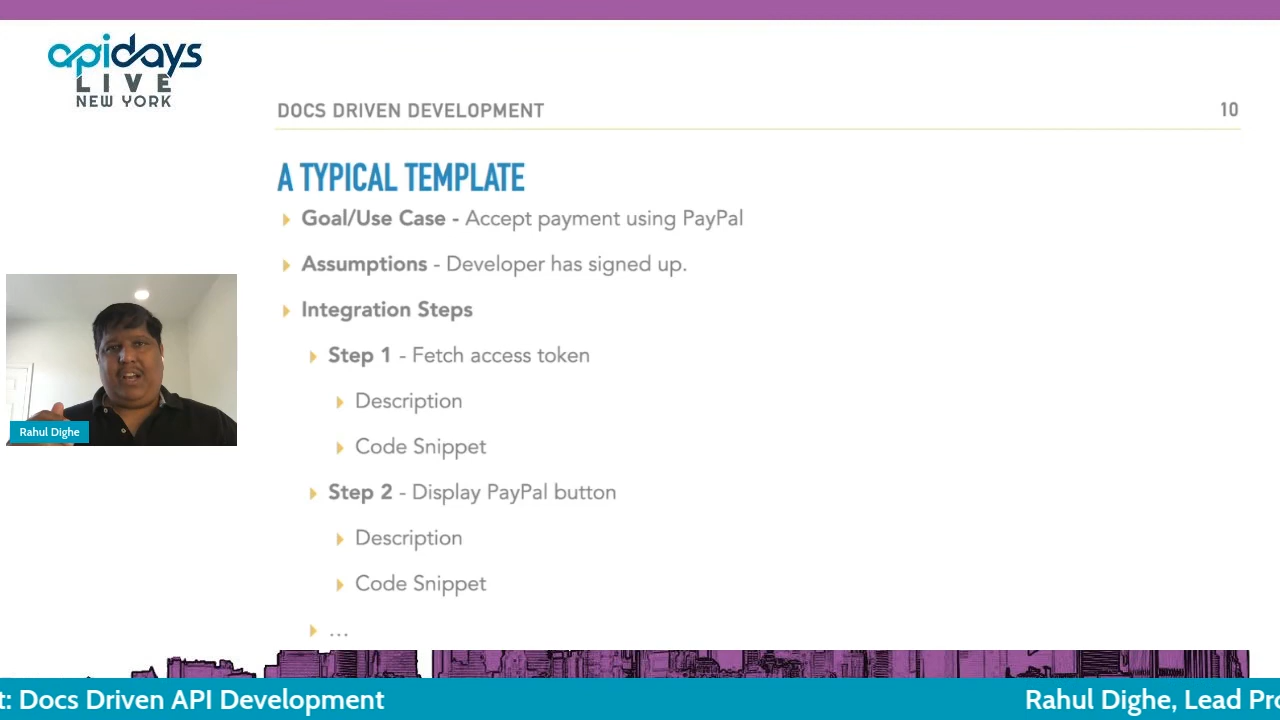 apidays
LIVE
NEW YORK
DOCS DRIVEN DEVELOPMENT
10
A TYPICAL TEMPLATE
Goal/Use Case - Accept payment using PayPal
Assumptions - Developer has signed up.
Integration Steps
Step 1 - Fetch access token
Description
Code Snippet
Step 2 - Display PayPal button
Description
Code Snippet
...
Rahul Dighe
t: Docs Driven API Development
Rahul Dighe, Lead Pro